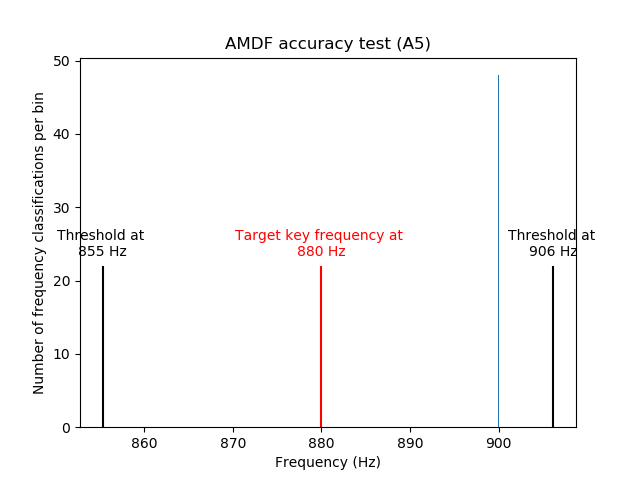 AMDF accuracy test (A5)
Number of frequency classifications per bin
50
40
30
20
10
0
Threshold at
855 Hz
Target key frequency at
880 Hz
Threshold at
906 Hz
860
870
880
890
900
Frequency (Hz)